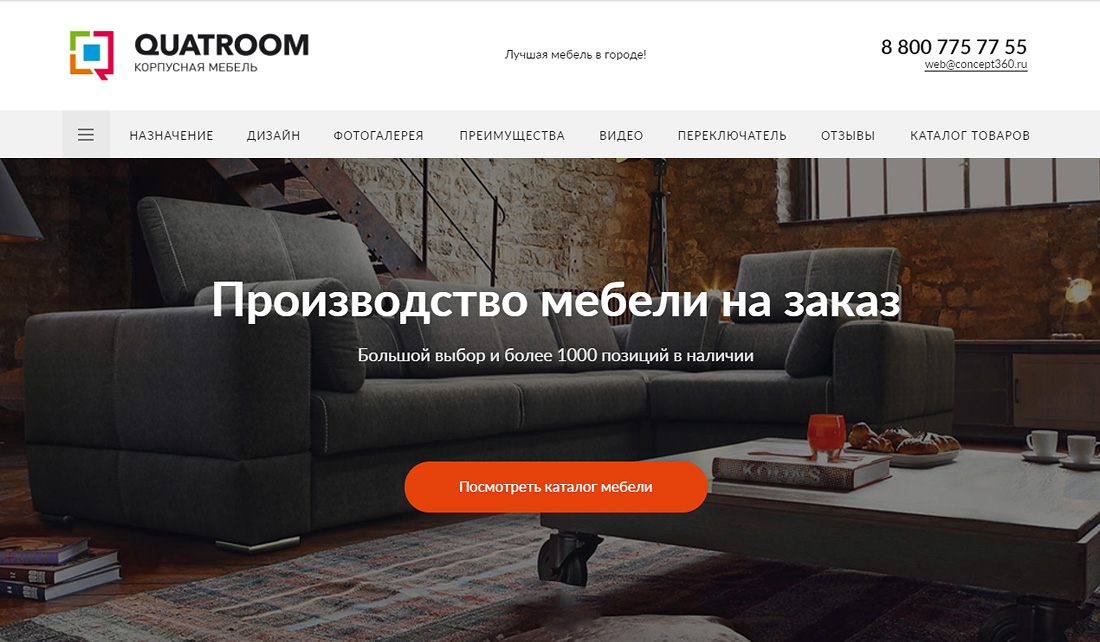 QUATROOM
КОРПУСНАЯ МЕБЕЛЬ
Лучшая мебель в городе!
8 800 775 77 55
web@concept360.ru
НАЗНАЧЕНИЕ ДИЗАЙН ФОТОГАЛЕРЕЯ ПРЕИМУЩЕСТВА ВИДЕО ПЕРЕКЛЮЧАТЕЛЬ ОТЗЫВЫ КАТАЛОГ ТОВАРОВ
Производство мебели на заказ
Большой выбор и более 1000 позиций в наличии
Посмотреть каталог мебели